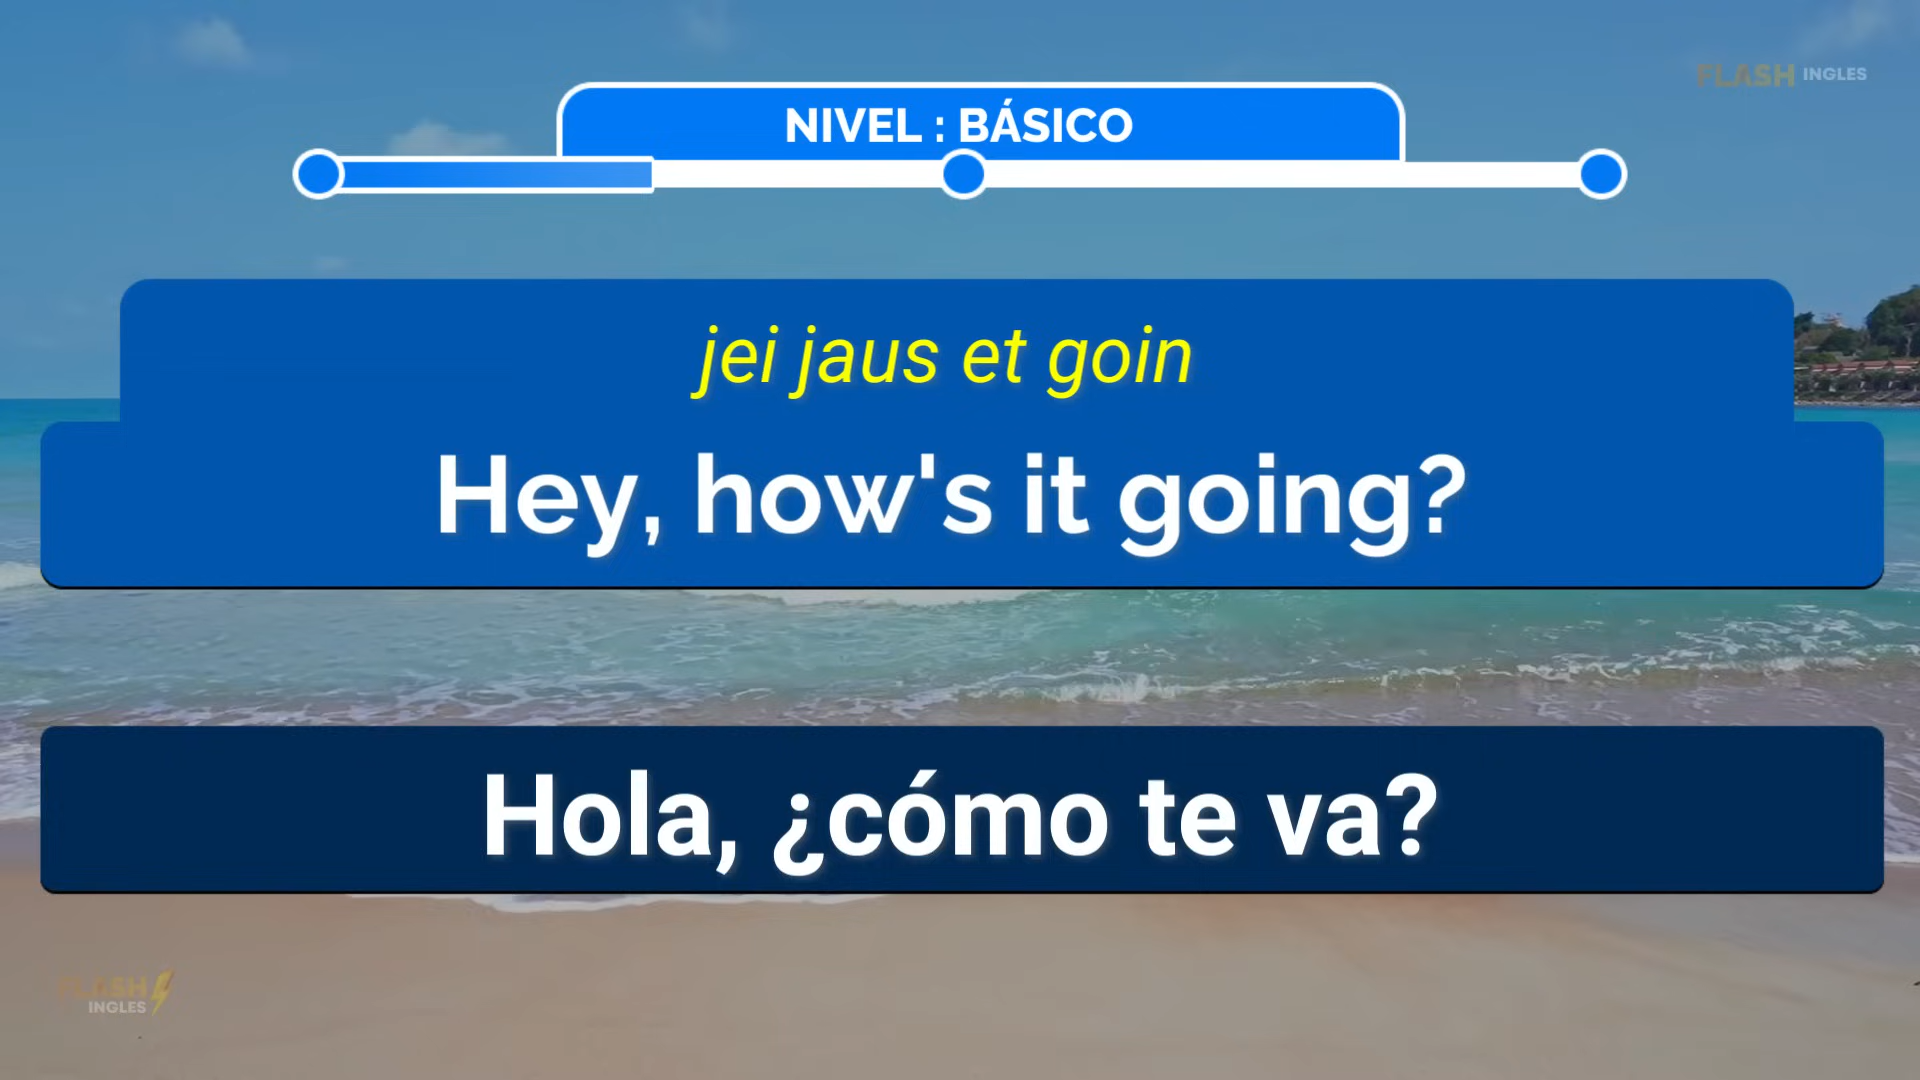 FLASH INGLES
NIVEL : BÁSICO
jei jaus et goin
Hey, how's it going?
Hola, ¿cómo te va?
FLASH
INGLES